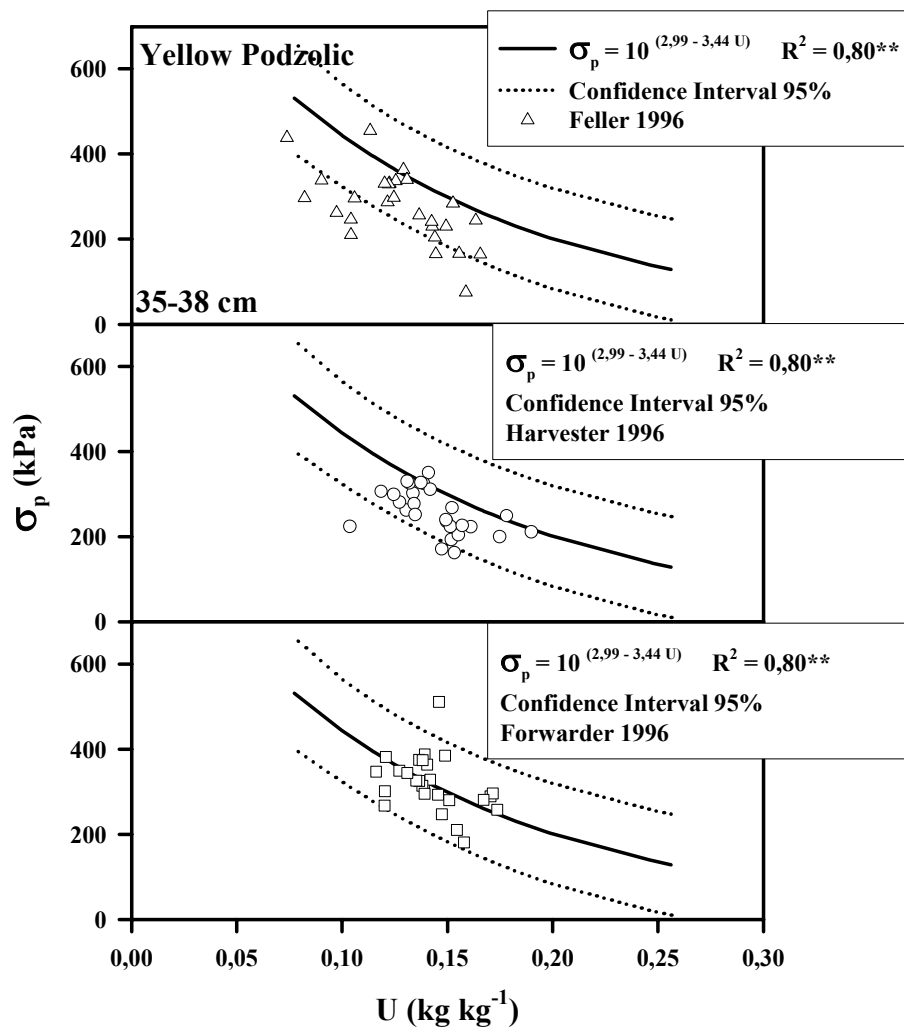 Yellow Podzolic
σp = 10 (2,99 - 3,44 U) R2 = 0,80**
Confidence Interval 95%
Feller 1996
600
400
200
0
35-38 cm
σp = 10 (2,99 - 3,44 U) R2 = 0,80**
Confidence Interval 95%
Harvester 1996
600
400
200
0
σp (kPa)
σp = 10 (2,99 - 3,44 U) R2 = 0,80**
Confidence Interval 95%
Forwarder 1996
600
400
200
0
0,00 0,05 0,10 0,15 0,20 0,25 0,30
U (kg kg-1)